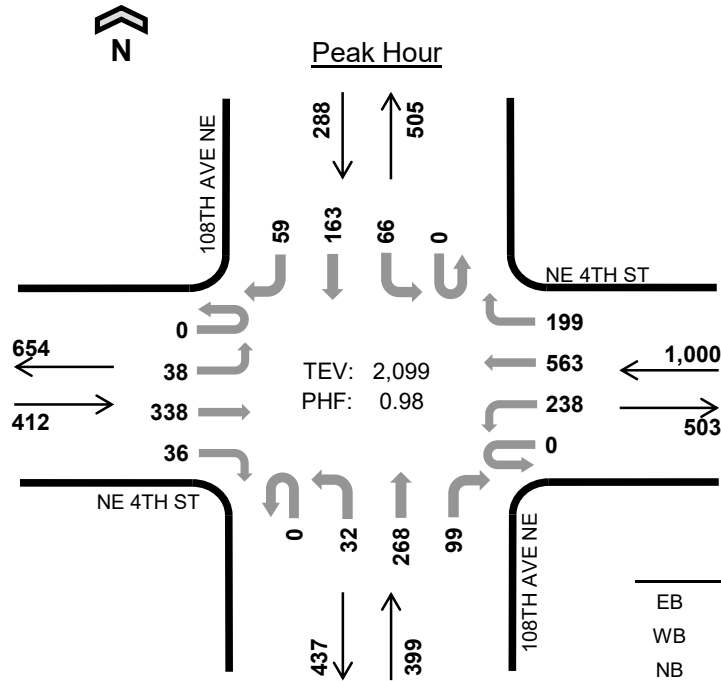 N
Peak Hour
288
505
108TH AVE NE
59
163
66
0
NE 4TH ST
0
38
338
36
654
412
TEV: 2,099
PHF: 0.98
199
563
238
0
1,000
503
NE 4TH ST
0
32
268
99
108TH AVE NE
437
399
EB
WB
NB